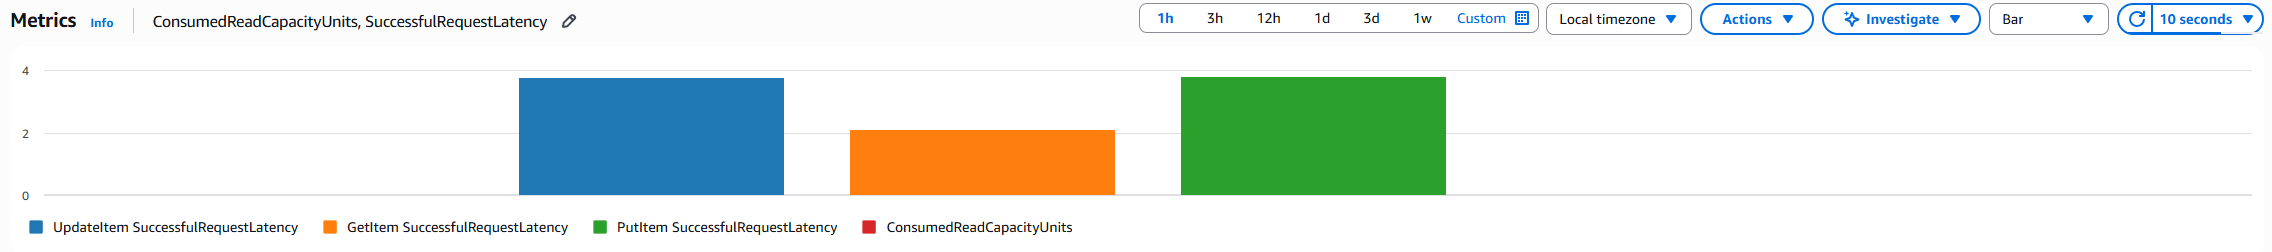 Metrics Info ConsumedReadCapacityUnits, SuccessfulRequestLatency 1h 3h 12h 1d 3d 1w Custom Local timezone Actions Investigate Bar 10 seconds
4
2
0
UpdateItem SuccessfulRequestLatency GetItem SuccessfulRequestLatency PutItem SuccessfulRequestLatency ConsumedReadCapacityUnits